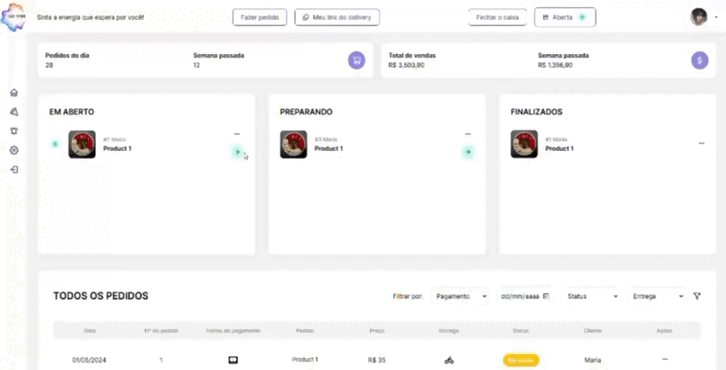 Sinta a energia que espera por você!
Fazer pedido
Meu link do delivery
Fechar o caixa
Aberta
Pedidos do dia
28
Semana passada
12
Total de vendas
R$ 3.503,90
Semana passada
R$ 1.356,90
EM ABERTO
Product 1
PREPARANDO
#3 Maria
Product 1
FINALIZADOS
#1 Maria
Product 1
TODOS OS PEDIDOS
Filtrar por:
Pagamento
dd/mm/aaaa
Status
Entrega
Data
Nº do pedido
Forma de pagamento
Pedido
Preço
Entrega
Status
Cliente
Ações
01/05/2024
1
Product 1
R$ 35
Maria